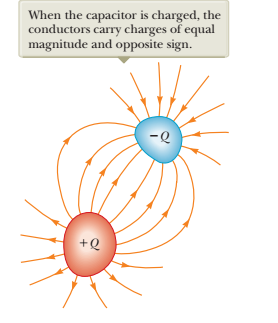 When the capacitor is charged, the
conductors carry charges of equal
magnitude and opposite sign.
−Q
+Q